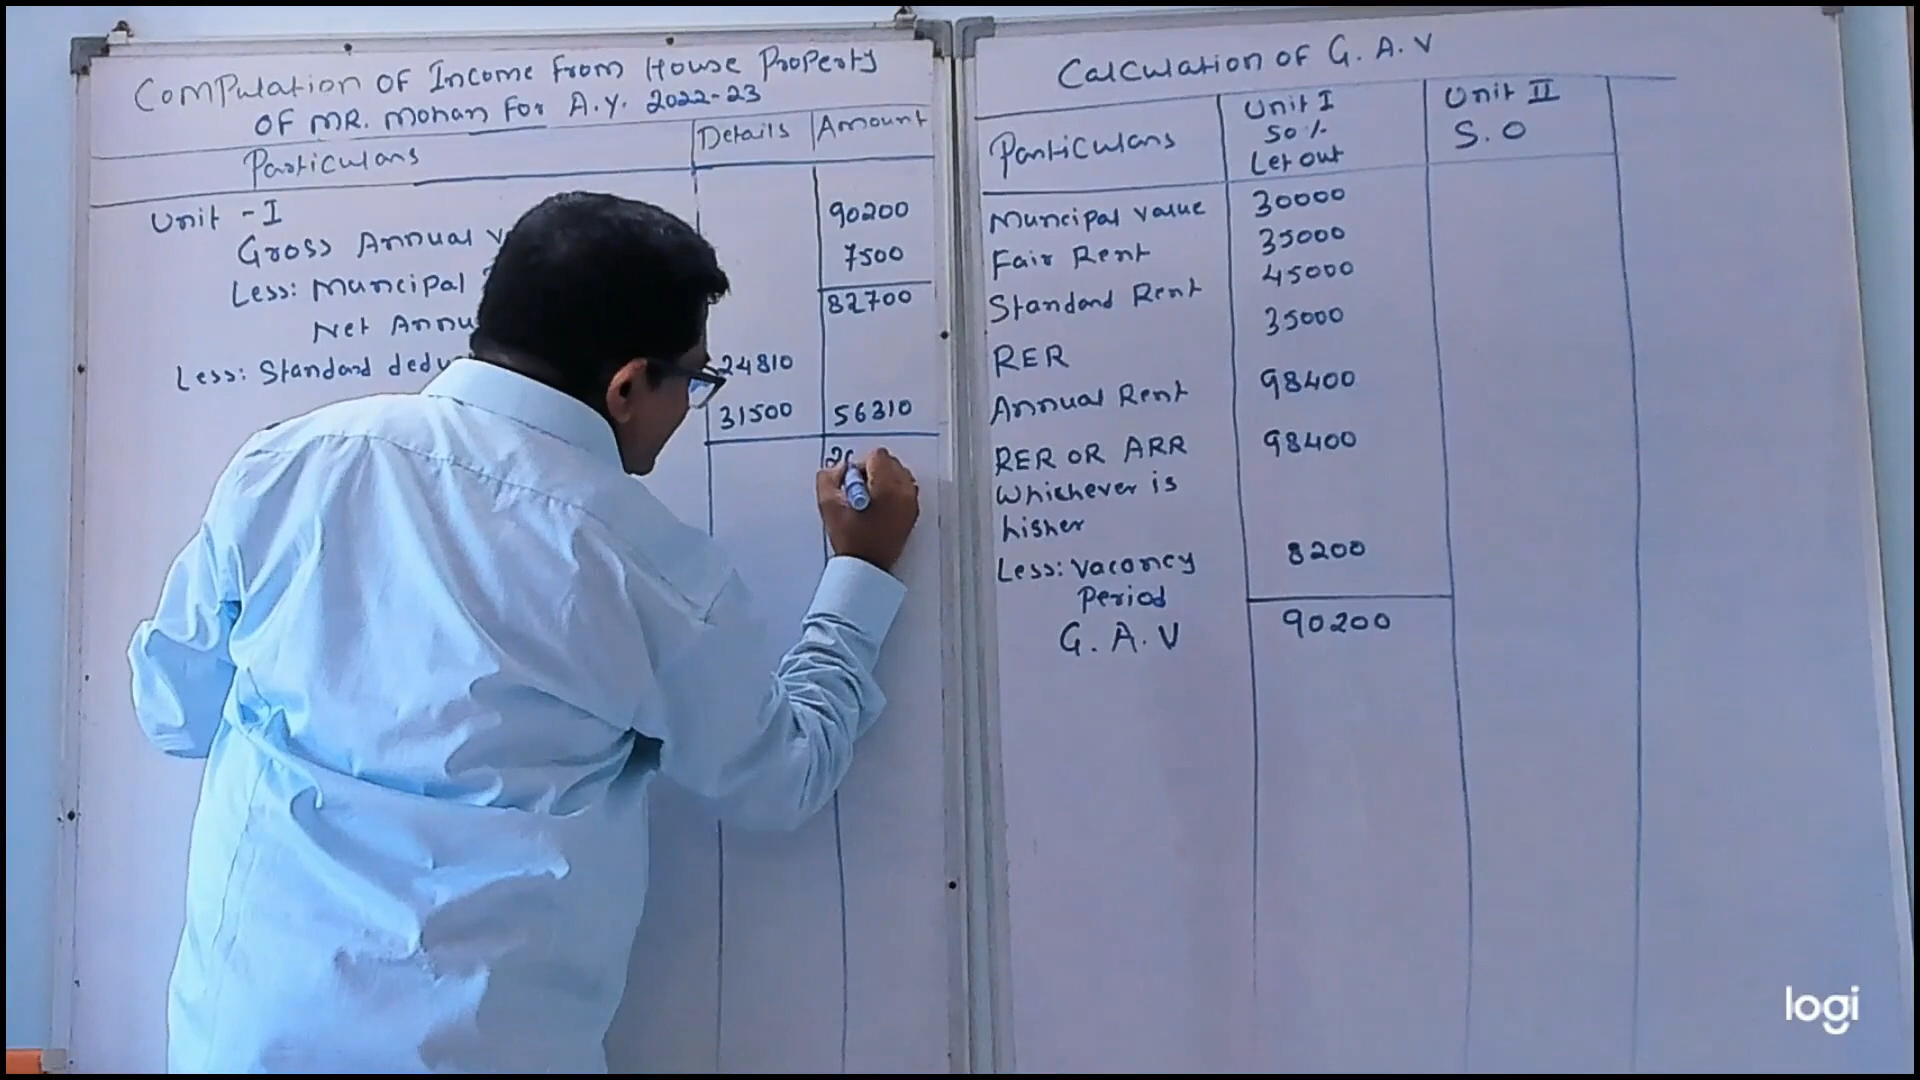 Computation of Income from House Property
of MR. Mohan For A.Y. 2022-23
Particulars Details Amount
Unit - I
Gross Annual 90200
Less: Muncipal 7500
Net 82700
Less: Standard 24810
31500 56310
Calculation of G. A. V
Particulars Unit I 50% Let out Unit II S. O
Muncipal value 30000
Fair Rent 35000
Standard Rent 45000
RER 35000
Annual Rent 98400
RER OR ARR 98400
Whichever is
higher
Less: Vacancy 8200
Period
G. A. V 90200
logi